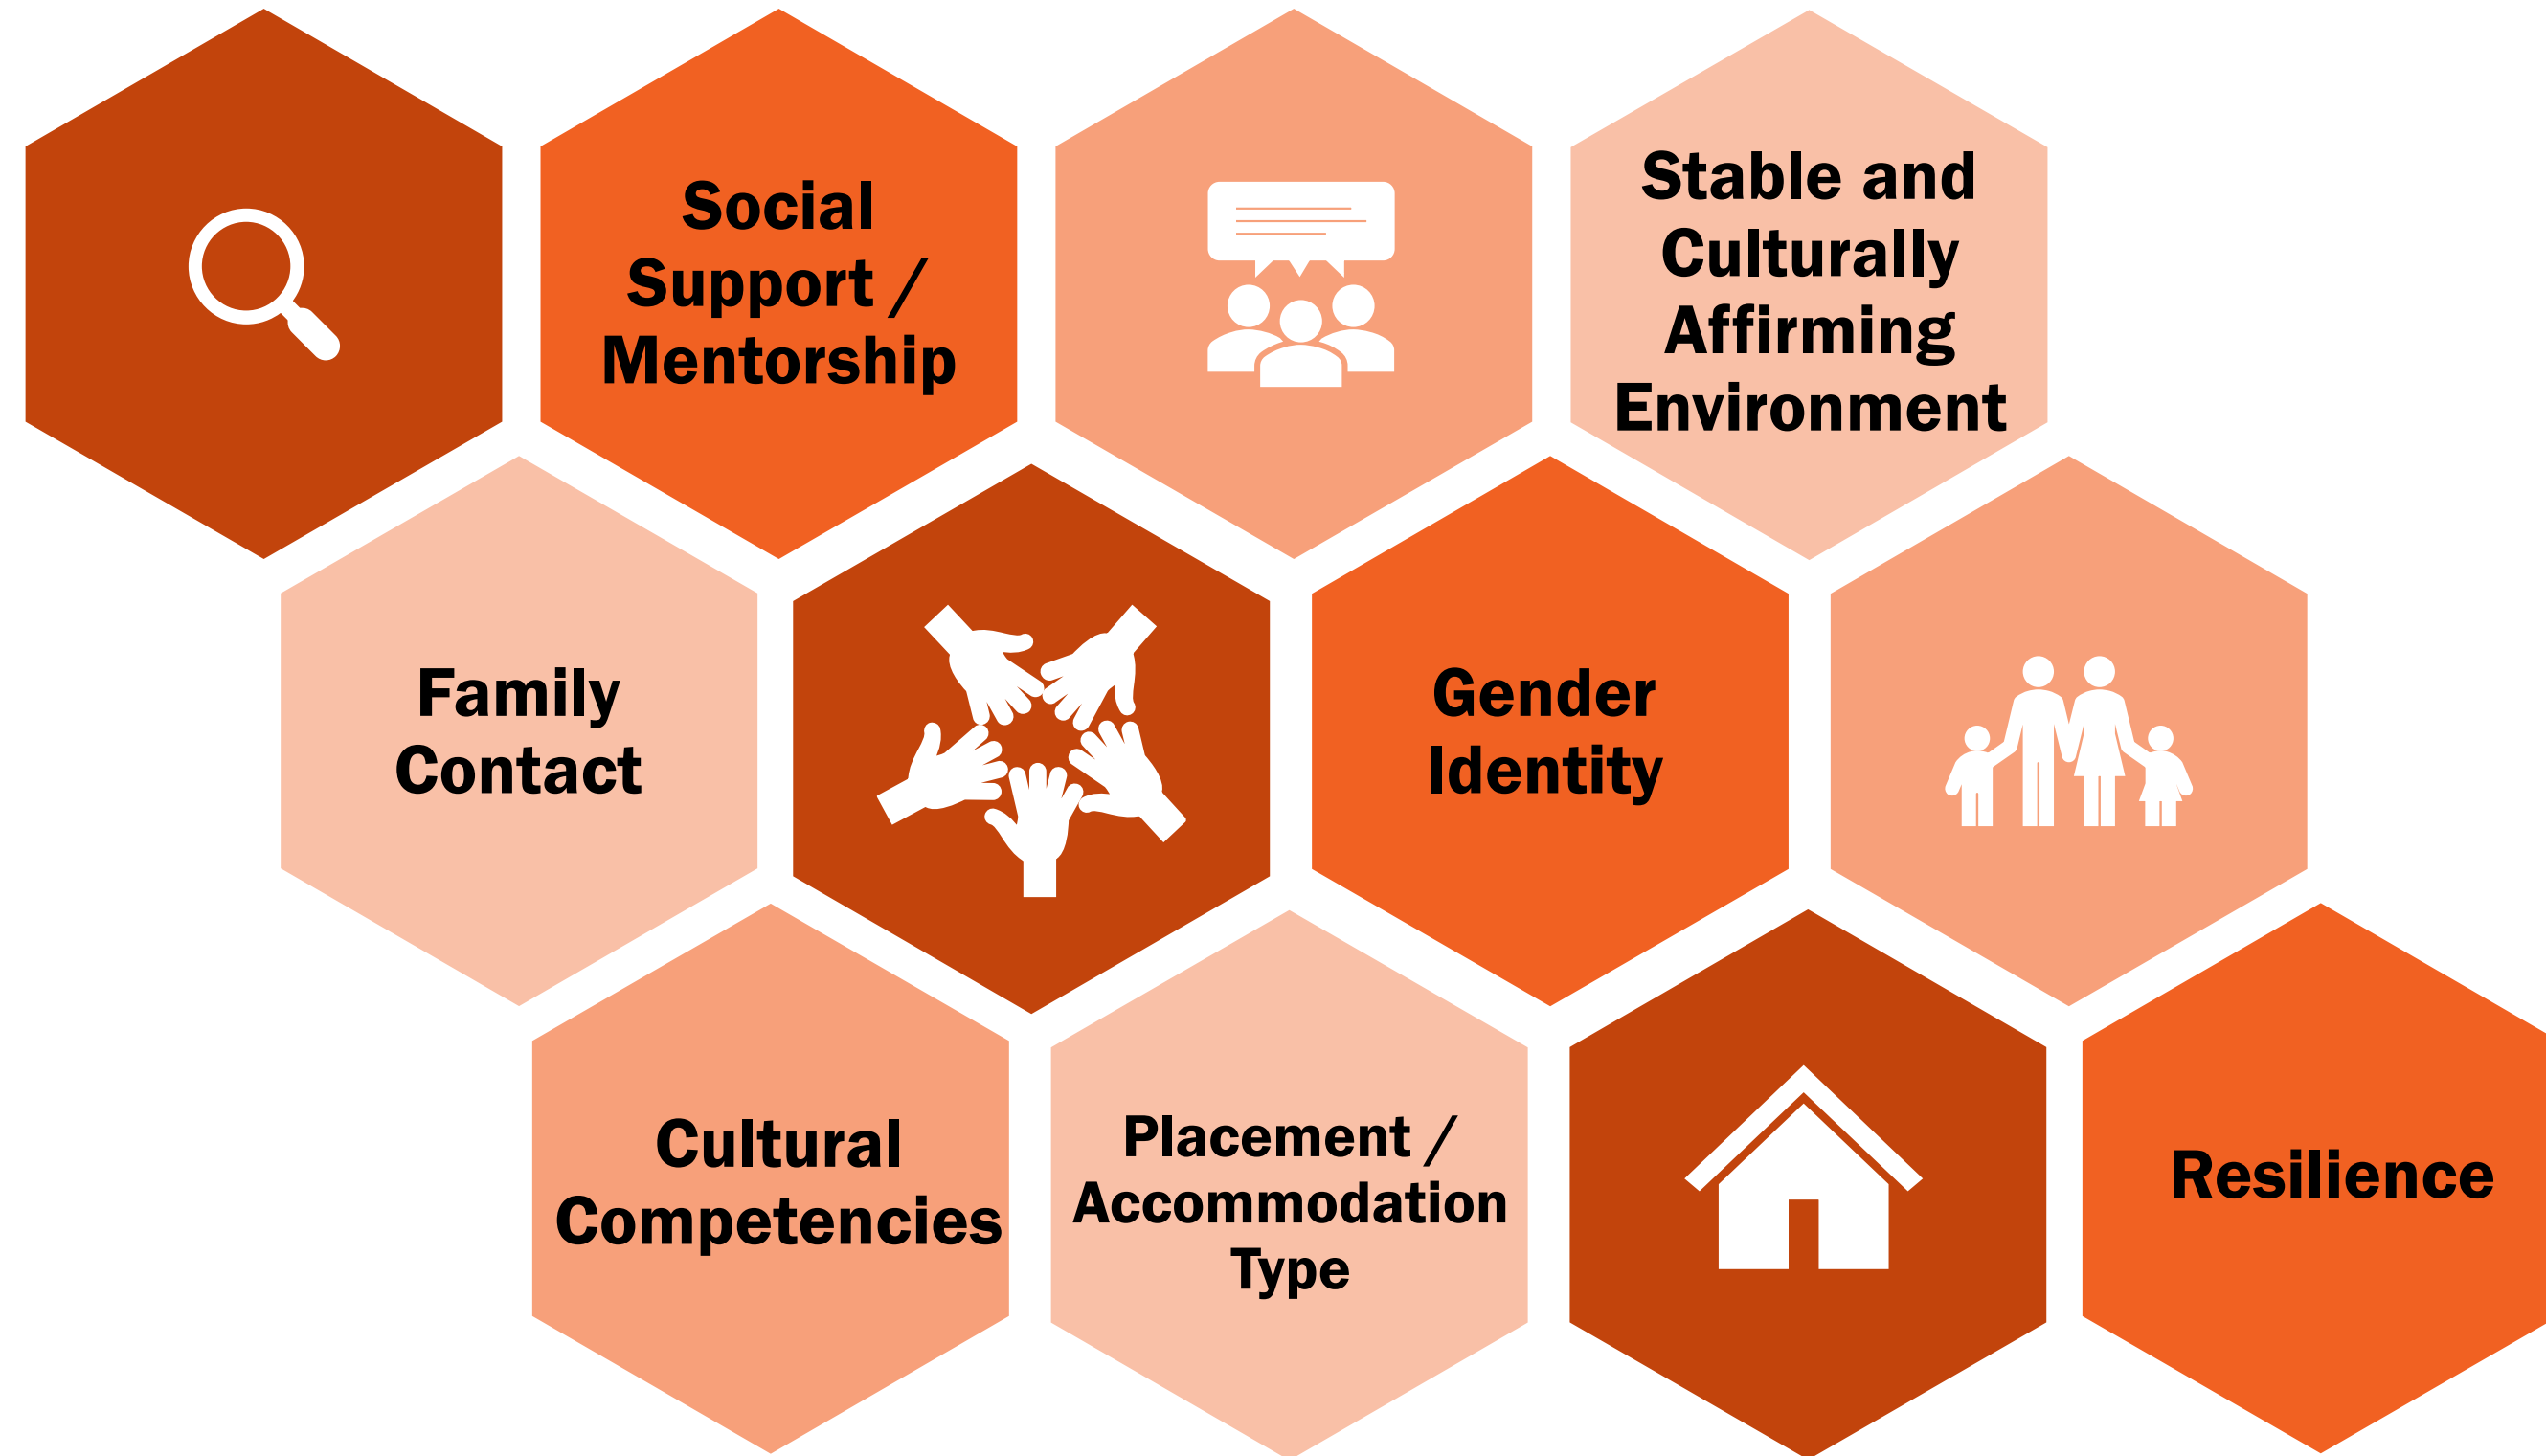 Social
Support /
Mentorship
Stable and
Culturally
Affirming
Environment
Family
Contact
Gender
Identity
Cultural
Competencies
Placement /
Accommodation
Type
Resilience